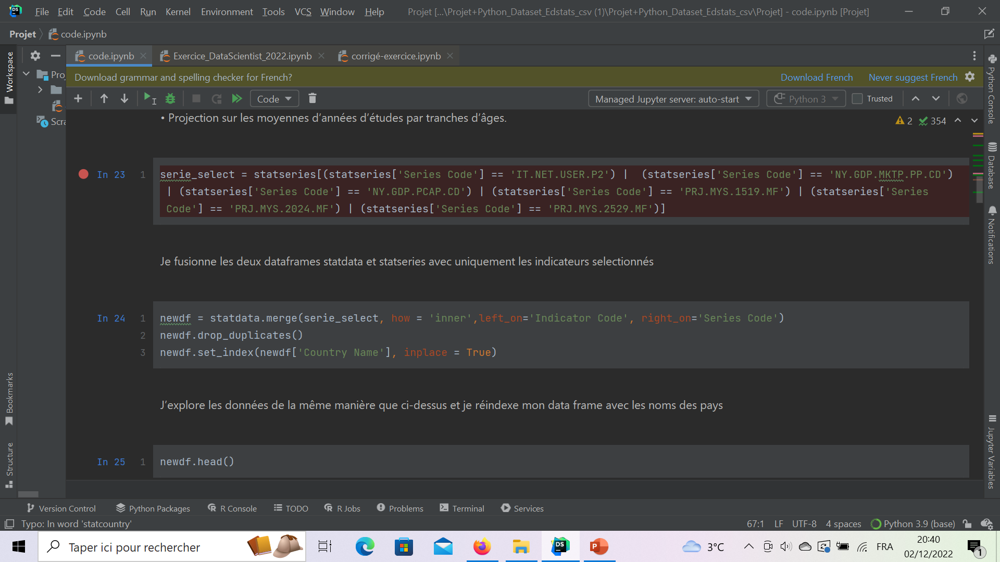 File Edit Code Cell Run Kernel Environment Tools VCS Window Help Projet [...\Projet+Python_Dataset_Edstats_csv (1)\Projet+Python_Dataset_Edstats_csv\Projet] - code.ipynb [Projet]
Projet code.ipynb
code.ipynb Exercice_DataScientist_2022.ipynb corrigé-exercice.ipynb
Workspace
Proj
Scra
Download grammar and spelling checker for French? Download French Never suggest French
Code Managed Jupyter server: auto-start Python 3 Trusted
• Projection sur les moyennes d'années d'études par tranches d'âges.
2 354
In 23 1 serie_select = statseries[(statseries['Series Code'] == 'IT.NET.USER.P2') | (statseries['Series Code'] == 'NY.GDP.MKTP.PP.CD')
| (statseries['Series Code'] == 'NY.GDP.PCAP.CD') | (statseries['Series Code'] == 'PRJ.MYS.1519.MF') | (statseries['Series
Code'] == 'PRJ.MYS.2024.MF') | (statseries['Series Code'] == 'PRJ.MYS.2529.MF')]
Je fusionne les deux dataframes statdata et statseries avec uniquement les indicateurs selectionnés
In 24 1 newdf = statdata.merge(serie_select, how = 'inner',left_on='Indicator Code', right_on='Series Code')
2 newdf.drop_duplicates()
3 newdf.set_index(newdf['Country Name'], inplace = True)
J'explore les données de la même manière que ci-dessus et je réindexe mon data frame avec les noms des pays
In 25 1 newdf.head()
Bookmarks
Structure
Python Console
Database
Notifications
Jupyter Variables
Version Control Python Packages R Console TODO R Jobs Problems Terminal Services
Typo: In word 'statcountry' 67:1 LF UTF-8 4 spaces Python 3.9 (base)
Taper ici pour rechercher DS P 3°C FRA 20:40
02/12/2022 1